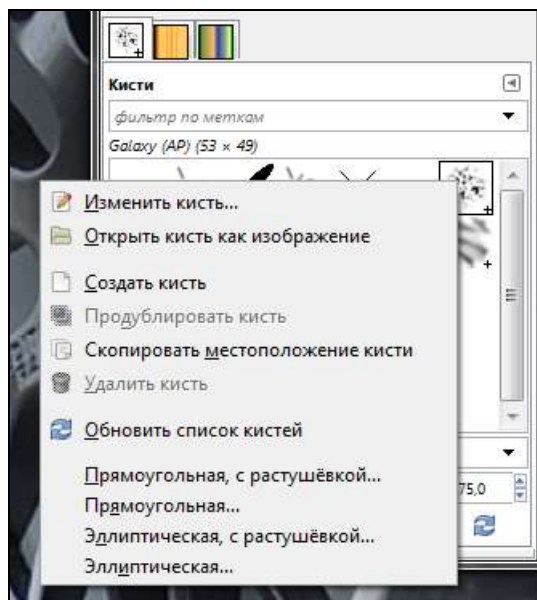 Кисти
фильтр по меткам
Galaxy (AP) (53 × 49)
Изменить кисть...
Открыть кисть как изображение
Создать кисть
Продублировать кисть
Скопировать местоположение кисти
Удалить кисть
Обновить список кистей
Прямоугольная, с растушёвкой...
75,0
Прямоугольная...
Эллиптическая, с растушёвкой...
Эллиптическая...